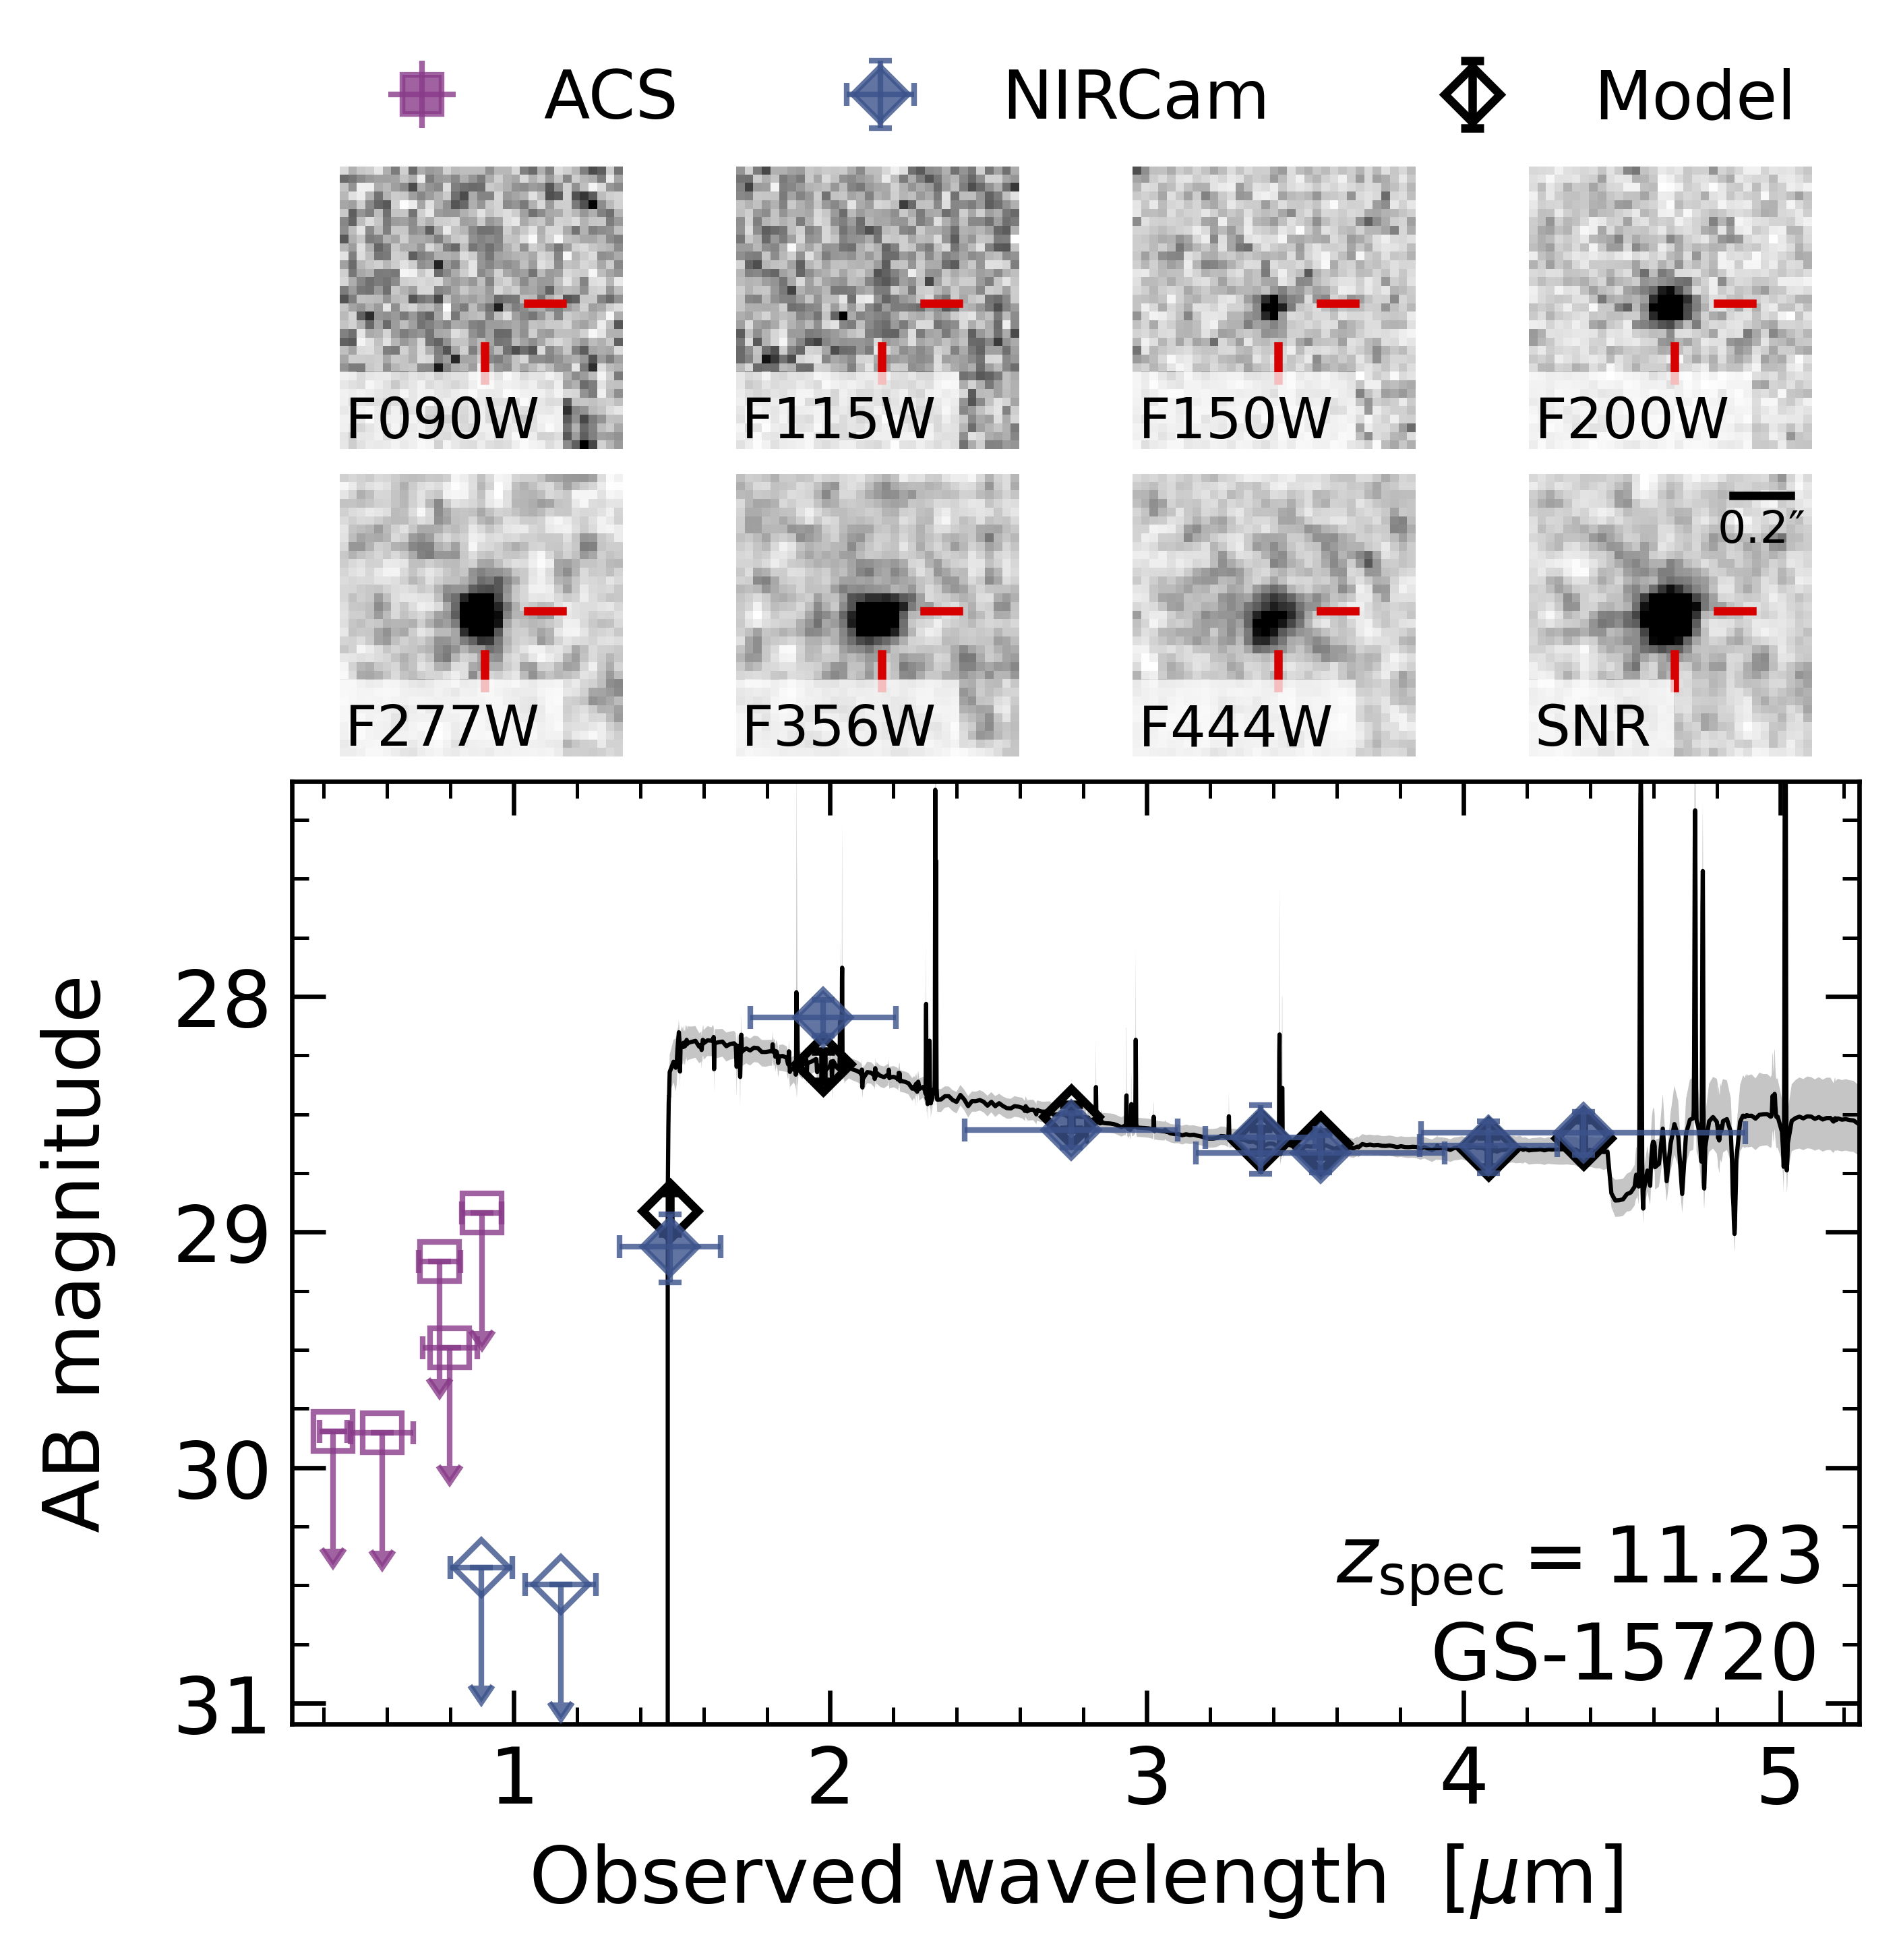 ACS NIRCam Model
F090W F115W F150W F200W
0.2″
F277W F356W F444W SNR
28
29
30
31
AB magnitude
z_spec = 11.23
GS-15720
1 2 3 4 5
Observed wavelength [μm]